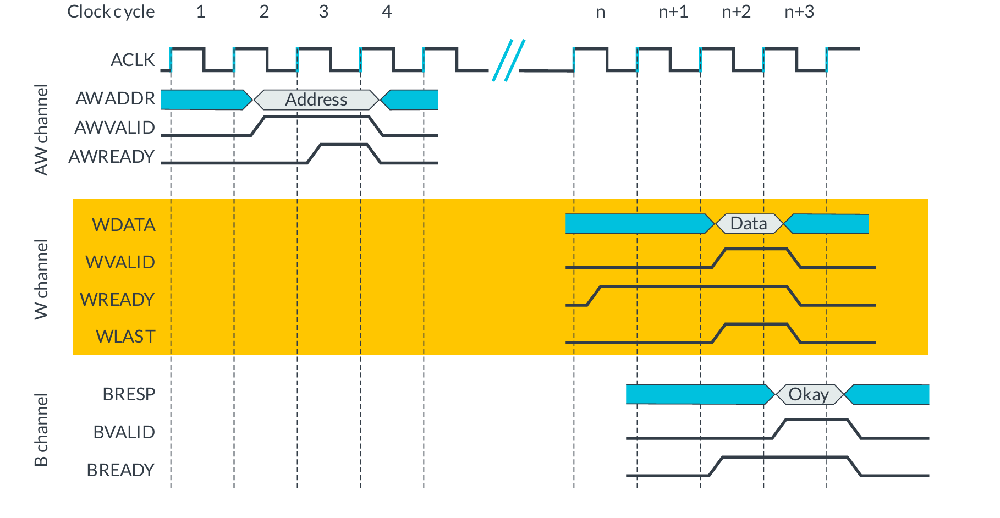 Clock cycle 1 2 3 4 n n+1 n+2 n+3
ACLK
AW channel
AWADDR Address
AWVALID
AWREADY
W channel
WDATA Data
WVALID
WREADY
WLAST
B channel
BRESP Okay
BVALID
BREADY